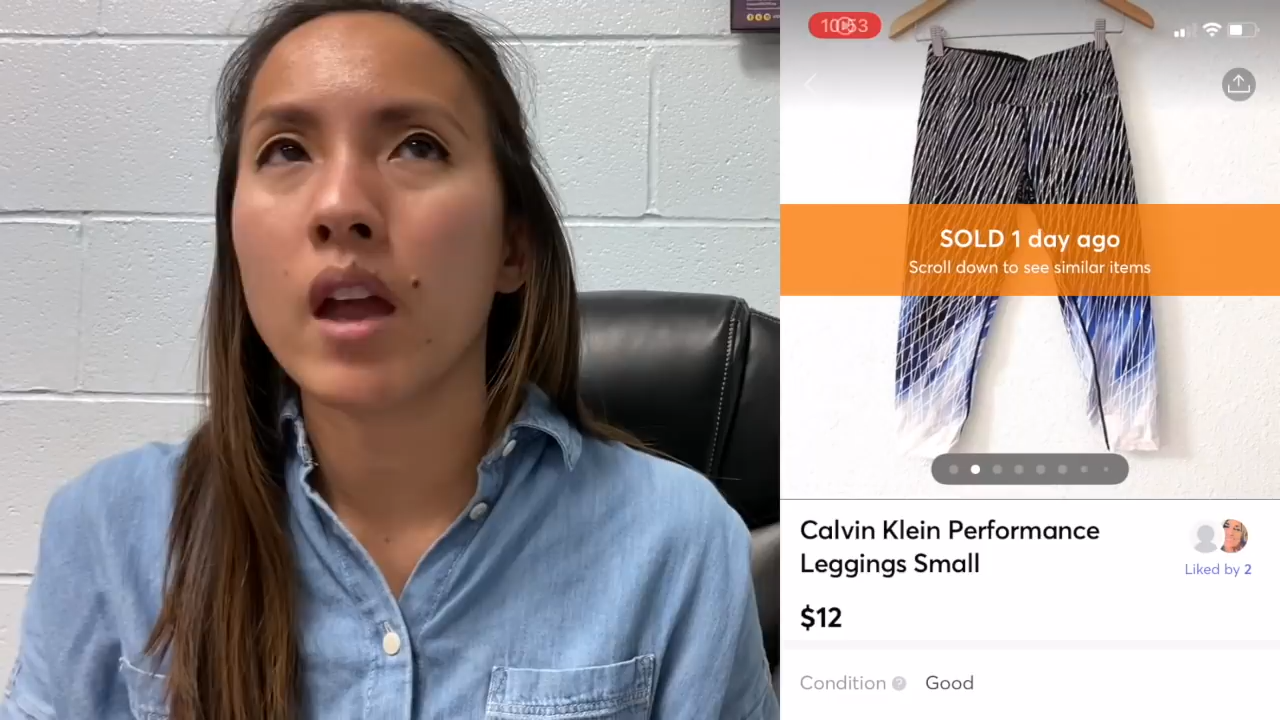 SOLD 1 day ago
Scroll down to see similar items
Calvin Klein Performance
Leggings Small
Liked by 2
$12
Condition ? Good